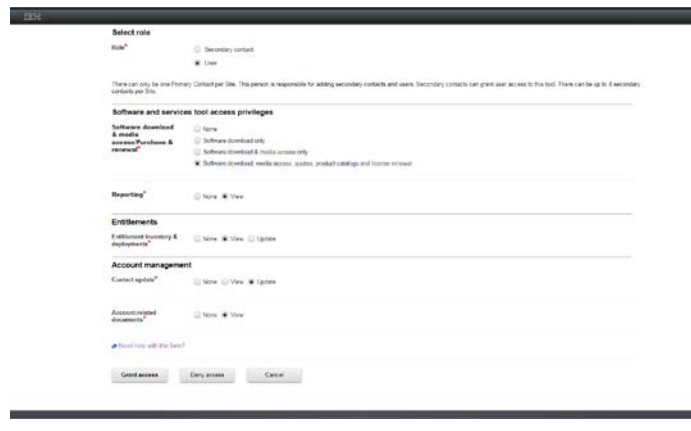 IBM
Select role
Role*
Secondary contact
User
There can only be one Primary Contact per Site. This person is responsible for adding secondary contacts and users. Secondary contacts can grant user access to this tool. There can be up to 4 secondary
contacts per Site.
Software and services tool access privileges
Software download
& media
access/Purchase &
renewal*
None
Software download only
Software download & media access only
Software download, media access, quotes, product catalogs and license renewal
Reporting*
None View
Entitlements
Entitlement inventory &
deployments*
None View Update
Account management
Contact update*
None View Update
Account related
documents*
None View
Need help with this form?
Grant access Deny access Cancel